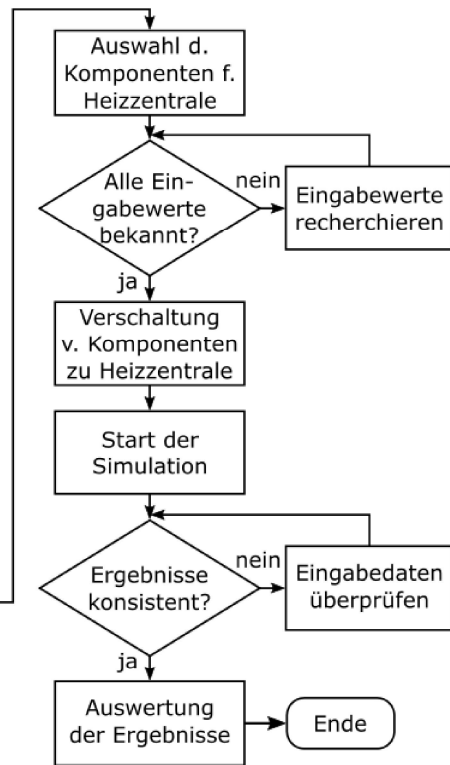 Auswahl d.
Komponenten f.
Heizzentrale
Alle Ein-
gabewerte
bekannt?
nein
Eingabewerte
recherchieren
ja
Verschaltung
v. Komponenten
zu Heizzentrale
Start der
Simulation
Ergebnisse
konsistent?
nein
Eingabedaten
überprüfen
ja
Auswertung
der Ergebnisse
Ende